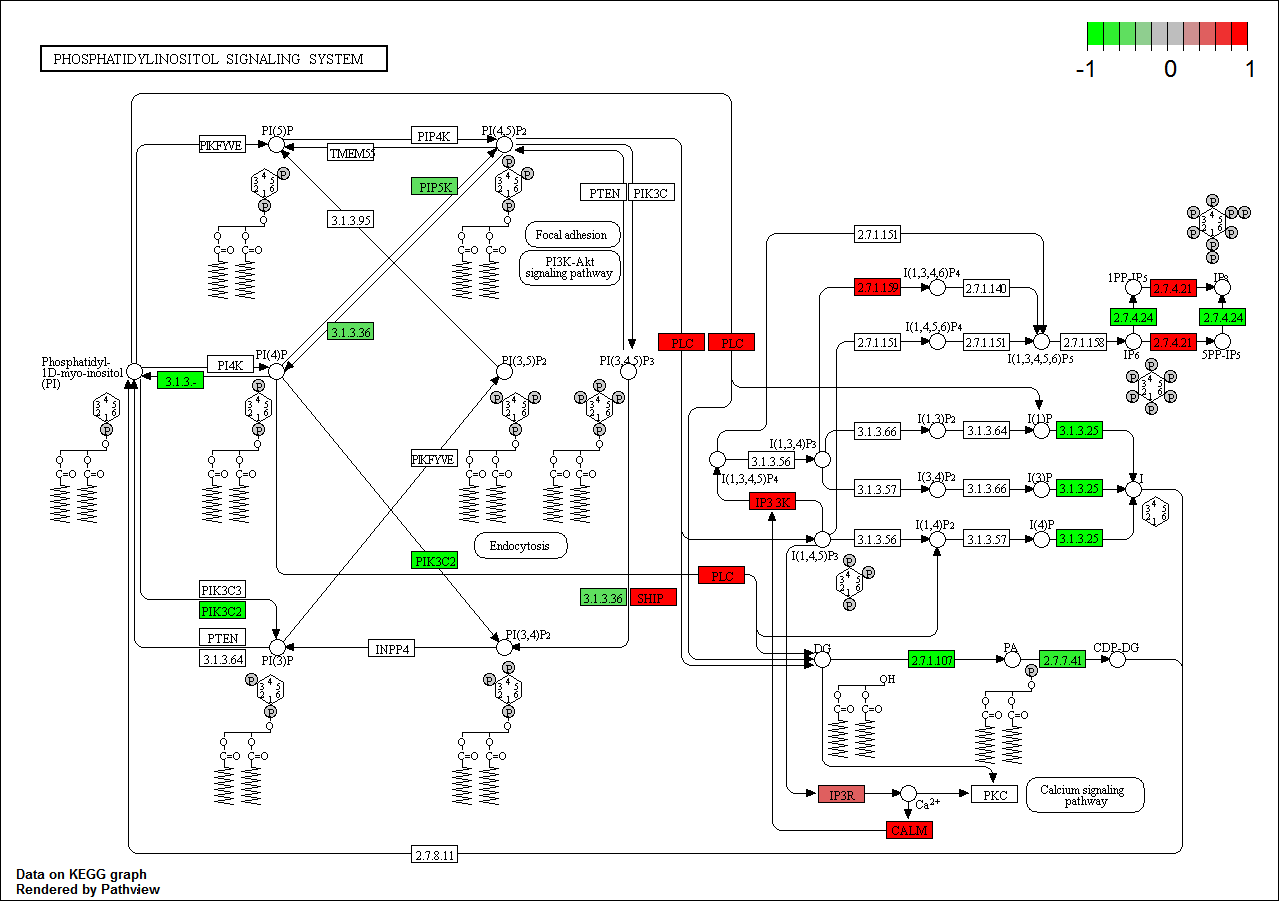 PHOSPHATIDYLINOSITOL SIGNALING SYSTEM
-1 0 1
PI(5)P
PI(4,5)P2
PIKFYVE
PIP4K
TMEM55
PIP5K
PTEN
PIK3C
3.1.3.95
Focal adhesion
PI3K-Akt
signaling pathway
3.1.3.36
Phosphatidyl-
1D-myo-inositol
(PI)
PI4K
PI(4)P
3.1.3.-
PI(3,5)P2
PI(3,4,5)P3
PLC
PLC
2.7.1.151
I(1,3,4,6)P4
2.7.1.159
2.7.1.140
I(1,4,5,6)P4
2.7.1.151
2.7.1.151
I(1,3,4,5,6)P5
2.7.1.158
1PP-IP5
2.7.4.21
IP8
2.7.4.24
2.7.4.24
IP6
2.7.4.21
5PP-IP5
I(1,3)P2
I(1)P
3.1.3.66
3.1.3.64
3.1.3.25
I(1,3,4)P3
3.1.3.56
I(1,3,4,5)P4
I(3,4)P2
I(3)P
I
3.1.3.57
3.1.3.66
3.1.3.25
IP3 3K
I(1,4)P2
I(4)P
3.1.3.56
3.1.3.57
3.1.3.25
I(1,4,5)P3
PIKFYVE
Endocytosis
PIK3C2
PLC
PIK3C3
PIK3C2
3.1.3.36
SHIP
PTEN
3.1.3.64
PI(3)P
INPP4
PI(3,4)P2
DG
2.7.1.107
PA
2.7.7.41
CDP-DG
OH
IP3R
Ca2+
PKC
Calcium signaling
pathway
CALM
2.7.8.11
Data on KEGG graph
Rendered by Pathview